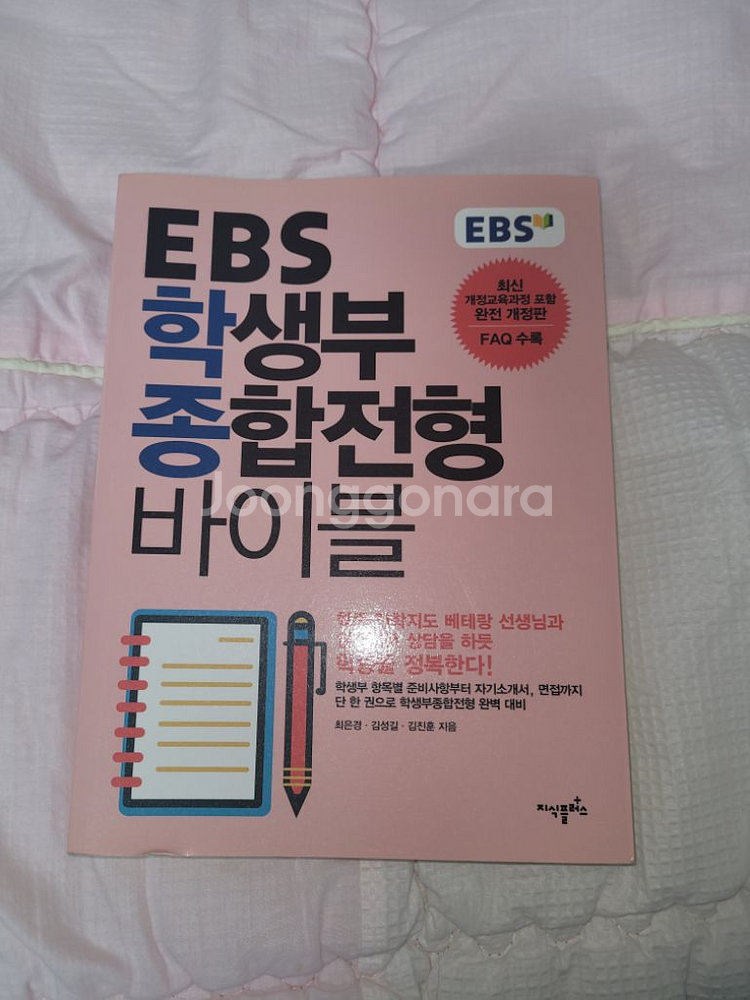 EBS
학생부
종합전형
바이블
EBS
최신
개정교육과정 포함
완전 개정판
FAQ 수록
Joonggonara
베테랑 선생님과
상담을 하듯
정복한다!
학생부 항목별 준비사항부터 자기소개서, 면접까지
단 한 권으로 학생부종합전형 완벽 대비
최은경 · 김성길 · 김진훈 지음
지식플러스